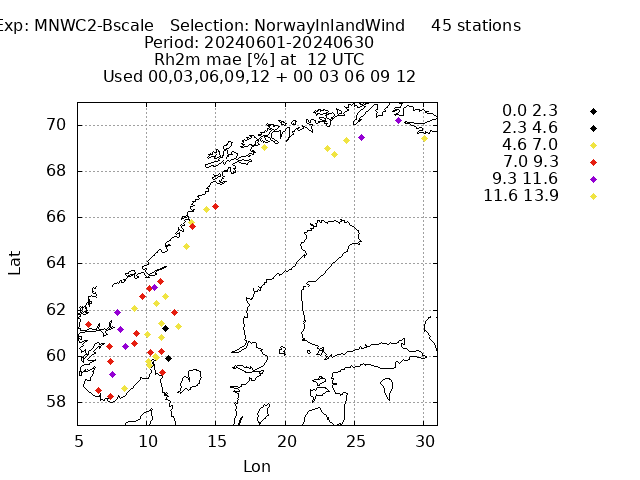 Exp: MNWC2-Bscale   Selection: NorwayInlandWind     45 stations
Period: 20240601-20240630
Rh2m mae [%] at  12 UTC
Used 00,03,06,09,12 + 00 03 06 09 12
0.0 2.3
2.3 4.6
4.6 7.0
7.0 9.3
9.3 11.6
11.6 13.9
70
68
66
64
62
60
58
Lat
5 10 15 20 25 30
Lon